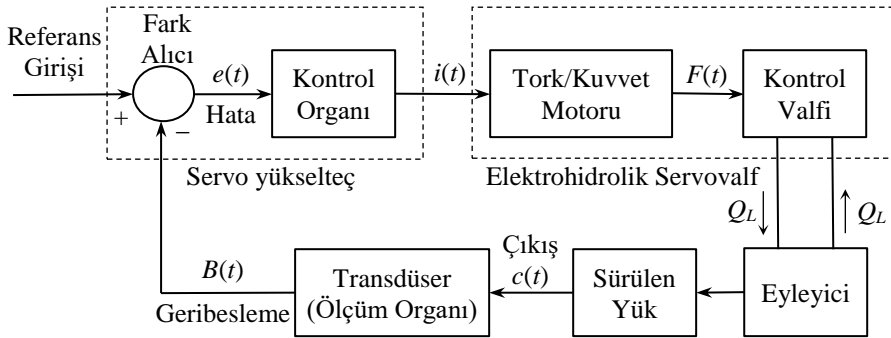 Referans
Girişi
Fark
Alıcı
+
−
e(t)
Hata
Kontrol
Organı
i(t)
Tork/Kuvvet
Motoru
F(t)
Kontrol
Valfi
Servo yükselteç
Elektrohidrolik Servovalf
Q_L
Q_L
B(t)
Geribesleme
Transdüser
(Ölçüm Organı)
Çıkış
c(t)
Sürülen
Yük
Eyleyici